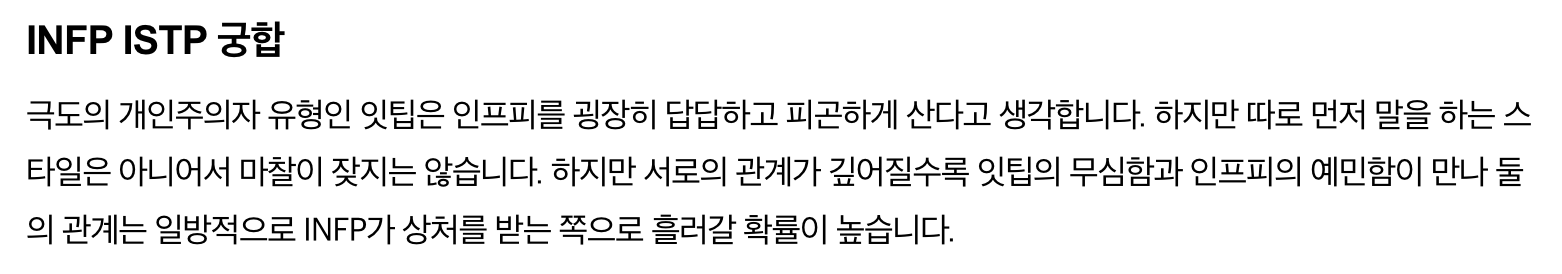 INFP ISTP 궁합
극도의 개인주의자 유형인 잇팁은 인프피를 굉장히 답답하고 피곤하게 산다고 생각합니다. 하지만 따로 먼저 말을 하는 스
타일은 아니어서 마찰이 잦지는 않습니다. 하지만 서로의 관계가 깊어질수록 잇팁의 무심함과 인프피의 예민함이 만나 둘
의 관계는 일방적으로 INFP가 상처를 받는 쪽으로 흘러갈 확률이 높습니다.